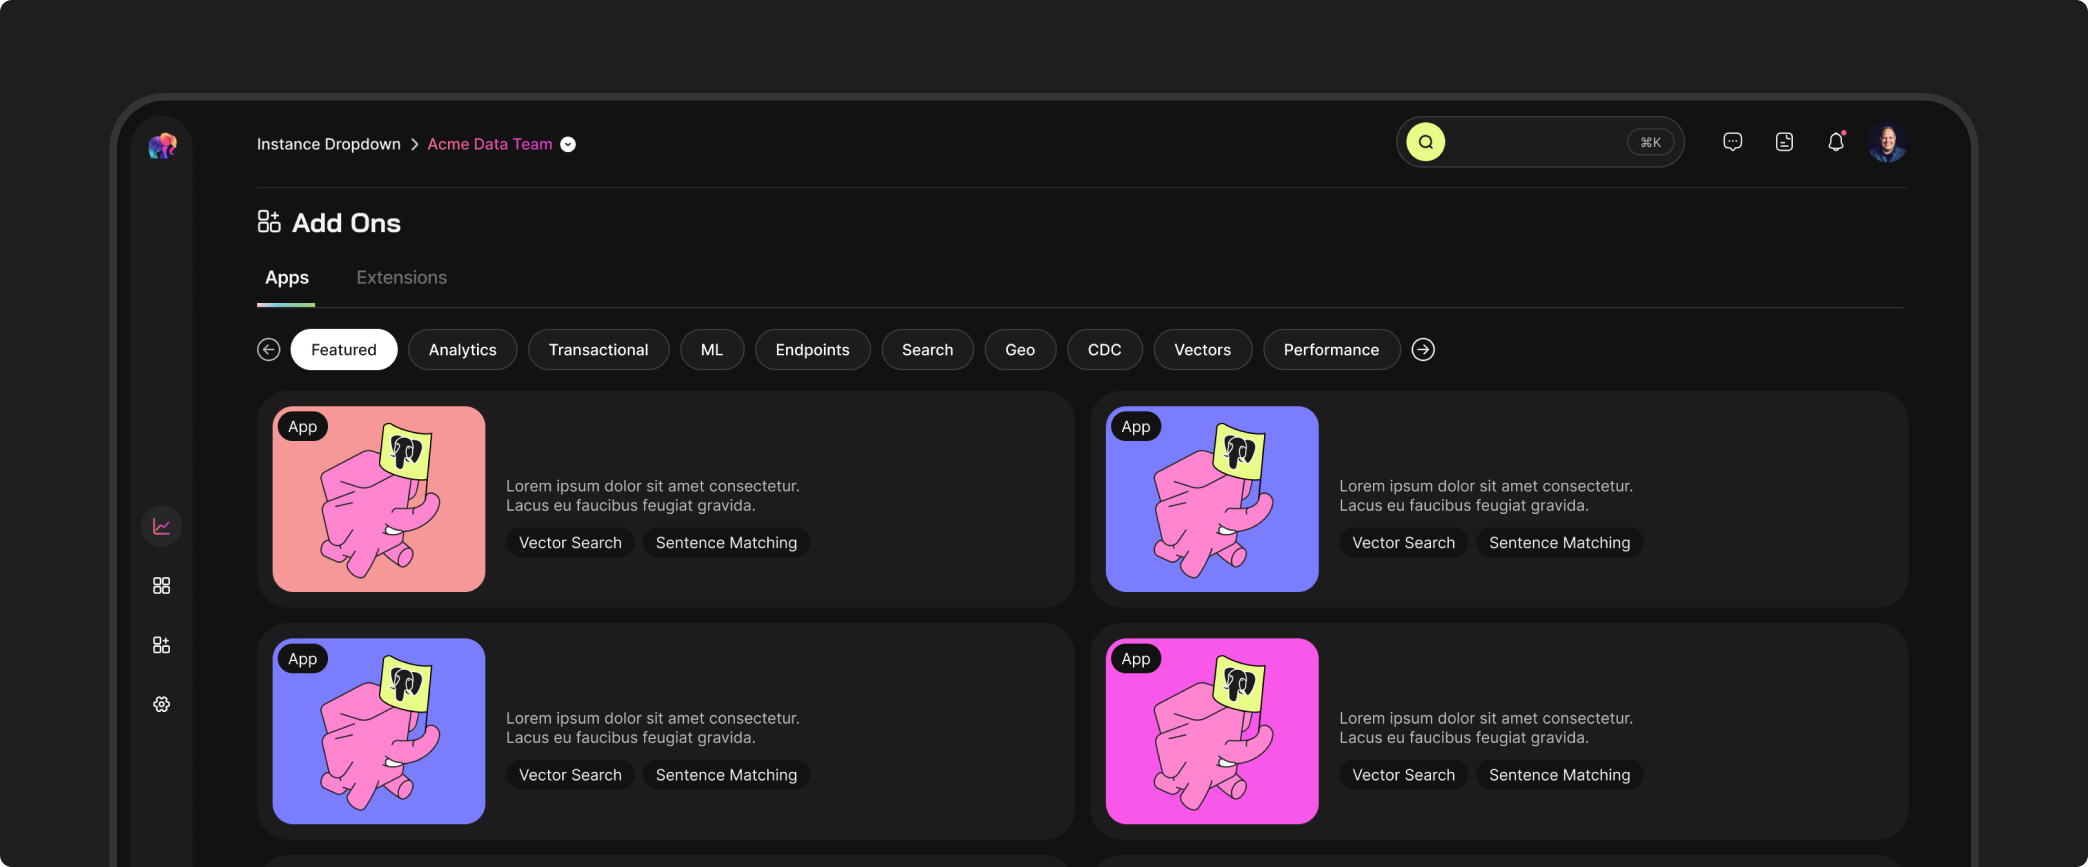 Instance Dropdown
Acme Data Team
⌘K
Add Ons
Apps
Extensions
Featured
Analytics
Transactional
ML
Endpoints
Search
Geo
CDC
Vectors
Performance
App
Lorem ipsum dolor sit amet consectetur.
Lacus eu faucibus feugiat gravida.
Vector Search
Sentence Matching
App
Lorem ipsum dolor sit amet consectetur.
Lacus eu faucibus feugiat gravida.
Vector Search
Sentence Matching
App
Lorem ipsum dolor sit amet consectetur.
Lacus eu faucibus feugiat gravida.
Vector Search
Sentence Matching
App
Lorem ipsum dolor sit amet consectetur.
Lacus eu faucibus feugiat gravida.
Vector Search
Sentence Matching